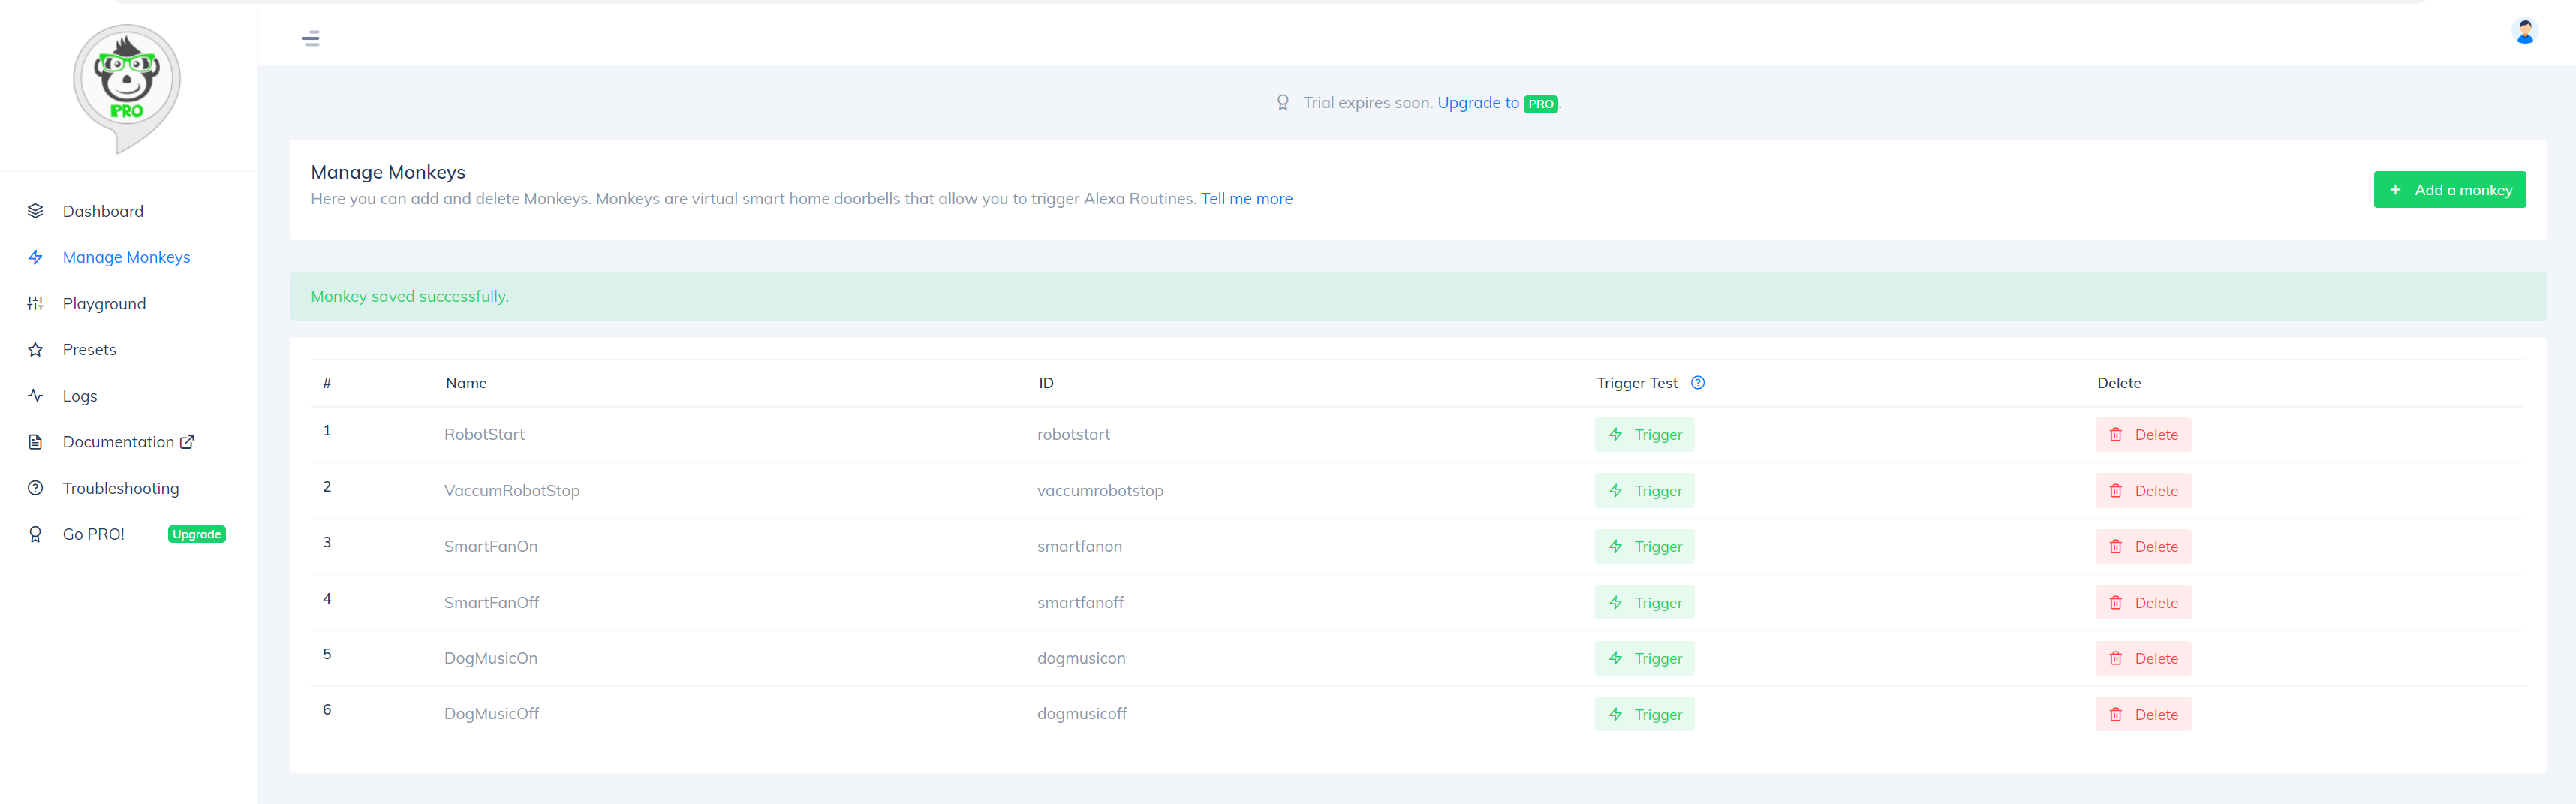 PRO
Dashboard
Manage Monkeys
Playground
Presets
Logs
Documentation
Troubleshooting
Go PRO! Upgrade
Trial expires soon. Upgrade to PRO.
Manage Monkeys
Here you can add and delete Monkeys. Monkeys are virtual smart home doorbells that allow you to trigger Alexa Routines. Tell me more
+ Add a monkey
Monkey saved successfully.
# Name ID Trigger Test ? Delete
1 RobotStart robotstart Trigger Delete
2 VaccumRobotStop vaccumrobotstop Trigger Delete
3 SmartFanOn smartfanon Trigger Delete
4 SmartFanOff smartfanoff Trigger Delete
5 DogMusicOn dogmusicon Trigger Delete
6 DogMusicOff dogmusicoff Trigger Delete